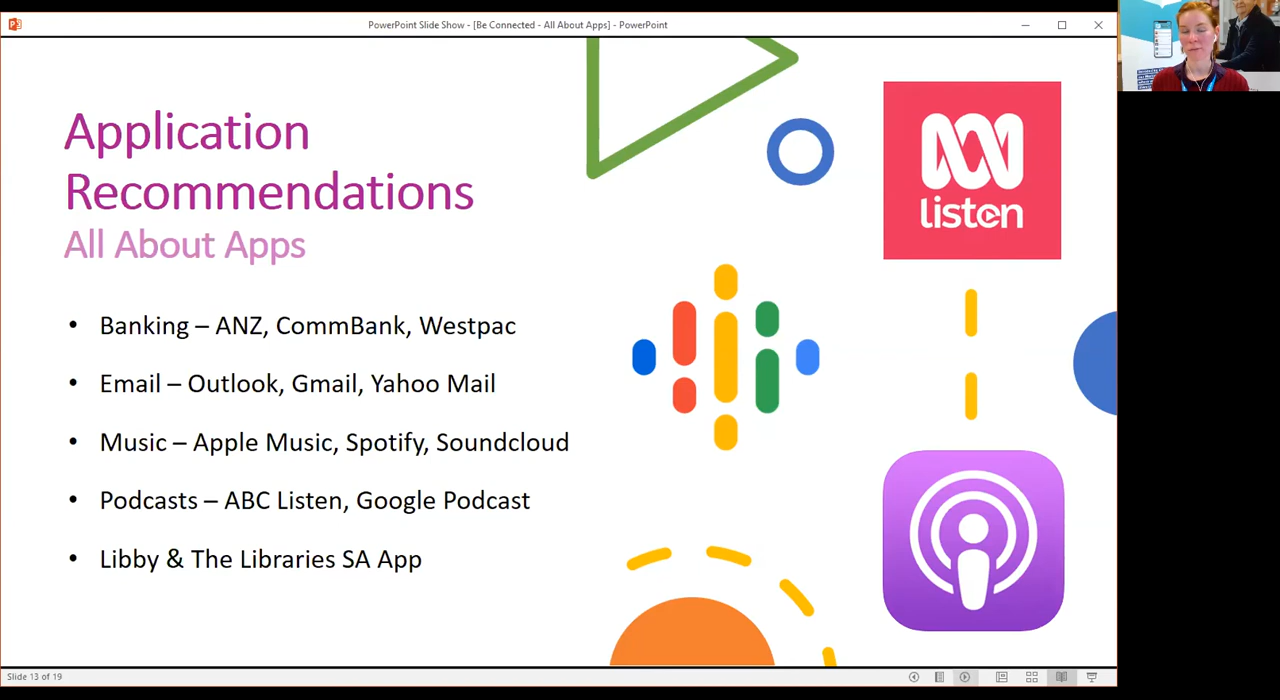 PowerPoint Slide Show - [Be Connected - All About Apps] - PowerPoint
Application
Recommendations
All About Apps
• Banking – ANZ, CommBank, Westpac
• Email – Outlook, Gmail, Yahoo Mail
• Music – Apple Music, Spotify, Soundcloud
• Podcasts – ABC Listen, Google Podcast
• Libby & The Libraries SA App
listen
Slide 13 of 19